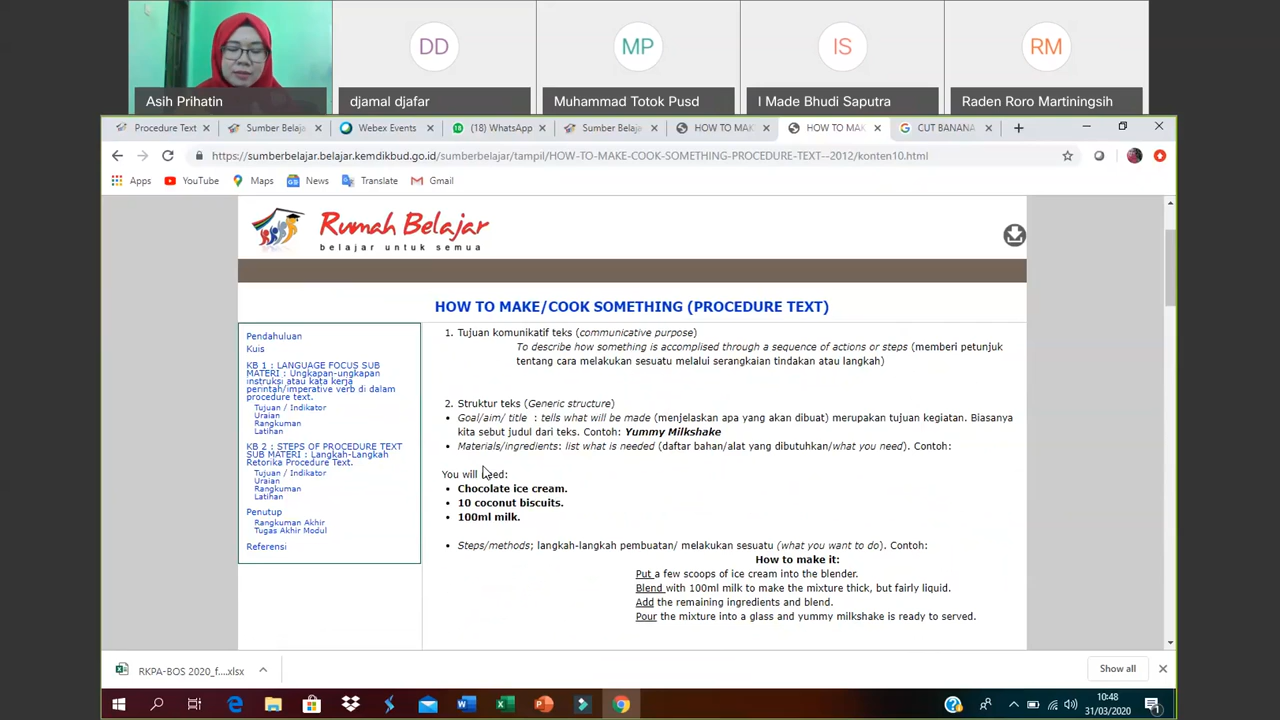 DD
MP
IS
RM
Asih Prihatin
djamal djafar
Muhammad Totok Pusd
I Made Bhudi Saputra
Raden Roro Martiningsih
Procedure Text
Sumber Belaja
Webex Events
(18) WhatsApp
Sumber Belaja
HOW TO MAK
HOW TO MAK
CUT BANANA
https://sumberbelajar.belajar.kemdikbud.go.id/sumberbelajar/tampil/HOW-TO-MAKE-COOK-SOMETHING-PROCEDURE-TEXT--2012/konten10.html
Apps
YouTube
Maps
News
Translate
Gmail
Rumah Belajar
belajar untuk semua
HOW TO MAKE/COOK SOMETHING (PROCEDURE TEXT)
Pendahuluan
Kuis
KB 1 : LANGUAGE FOCUS SUB
MATERI : Ungkapan-ungkapan
instruksi atau kata kerja
perintah/imperative verb di dalam
procedure text.
Tujuan / Indikator
Uraian
Rangkuman
Latihan
KB 2 : STEPS OF PROCEDURE TEXT
SUB MATERI : Langkah-Langkah
Retorika Procedure Text.
Tujuan / Indikator
Uraian
Rangkuman
Latihan
Penutup
Rangkuman Akhir
Tugas Akhir Modul
Referensi
1. Tujuan komunikatif teks (communicative purpose)
To describe how something is accomplished through a sequence of actions or steps (memberi petunjuk
tentang cara melakukan sesuatu melalui serangkaian tindakan atau langkah)
2. Struktur teks (Generic structure)
• Goal/aim/ title : tells what will be made (menjelaskan apa yang akan dibuat) merupakan tujuan kegiatan. Biasanya
kita sebut judul dari teks. Contoh: Yummy Milkshake
• Materials/ingredients: list what is needed (daftar bahan/alat yang dibutuhkan/what you need). Contoh:
You will need:
• Chocolate ice cream.
• 10 coconut biscuits.
• 100ml milk.
• Steps/methods; langkah-langkah pembuatan/ melakukan sesuatu (what you want to do). Contoh:
How to make it:
Put a few scoops of ice cream into the blender.
Blend with 100ml milk to make the mixture thick, but fairly liquid.
Add the remaining ingredients and blend.
Pour the mixture into a glass and yummy milkshake is ready to served.
RKPA-BOS 2020_f....xlsx
Show all
10:48
31/03/2020